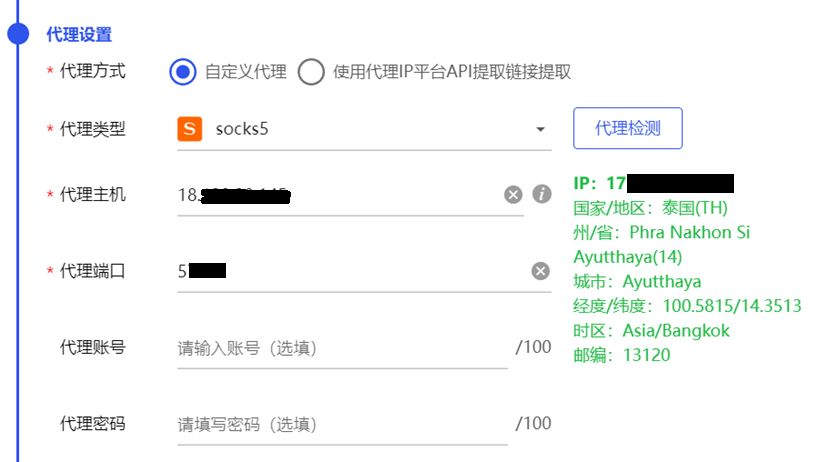 代理设置
* 代理方式 自定义代理 使用代理IP平台API提取链接提取
* 代理类型 S socks5 代理检测
* 代理主机 18.
* 代理端口 5
代理账号 请输入账号（选填） /100
代理密码 请填写密码（选填） /100
IP：17
国家/地区：泰国(TH)
州/省：Phra Nakhon Si
Ayutthaya(14)
城市：Ayutthaya
经度/纬度：100.5815/14.3513
时区：Asia/Bangkok
邮编：13120